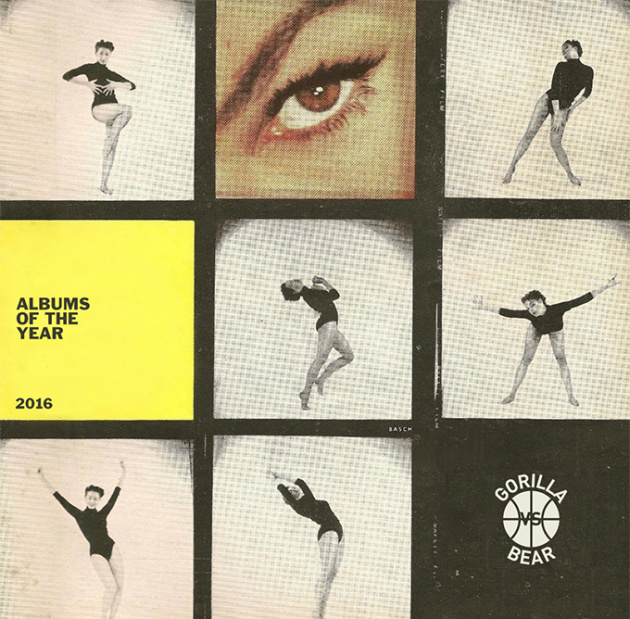 ALBUMS
OF THE
YEAR
2016
BASCH
GORILLA
VS
BEAR